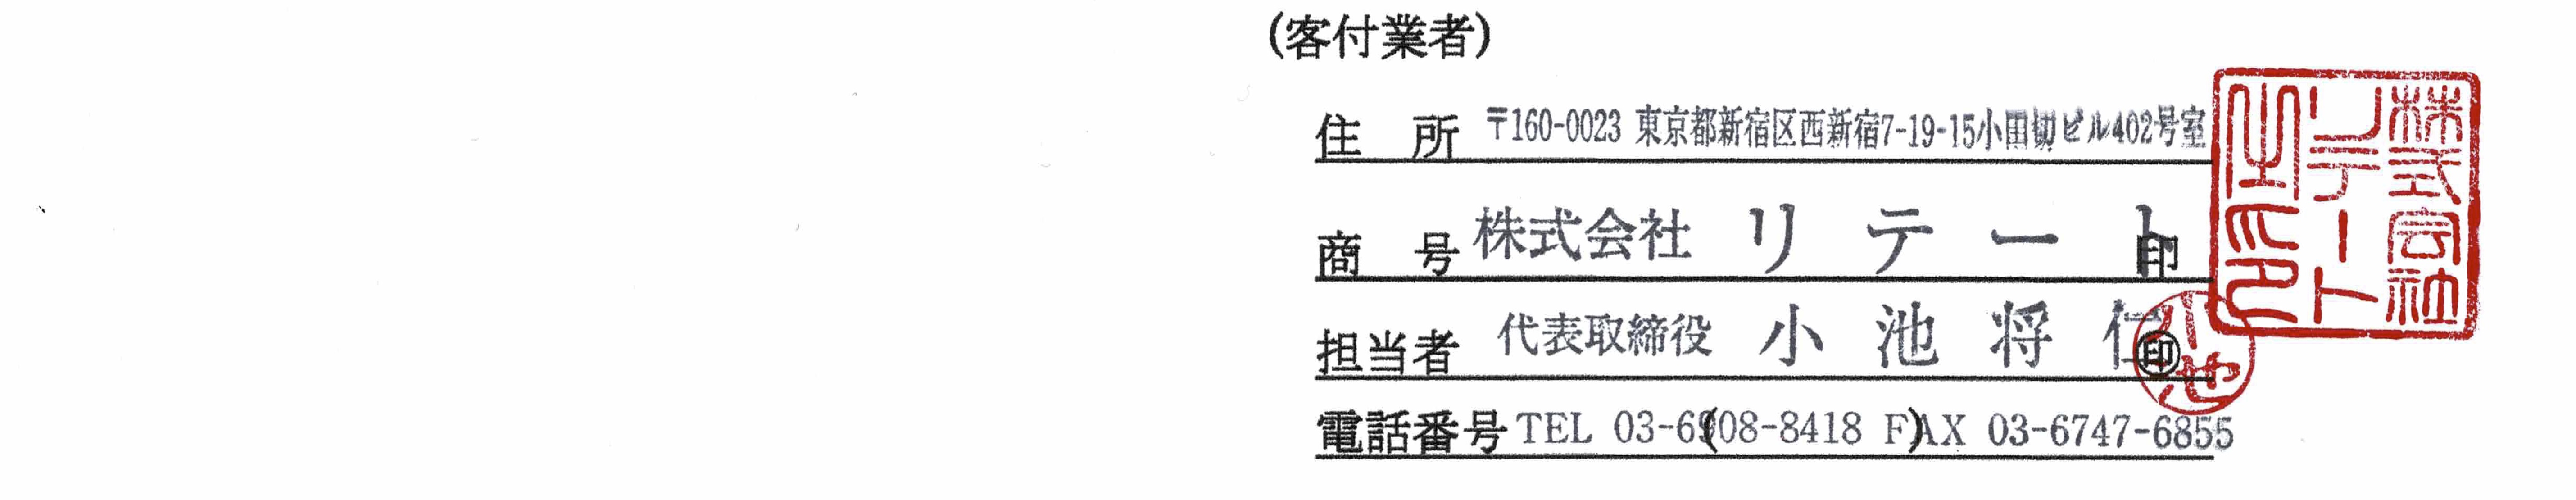 (客付業者)
住 所 〒160-0023 東京都新宿区西新宿7-19-15小田切ビル402号室
商 号 株式会社 リテート 印
担当者 代表取締役 小池将仁 ㊞
電話番号 TEL 03-6908-8418 FAX 03-6747-6855
株式会社
リテート
之印
小池